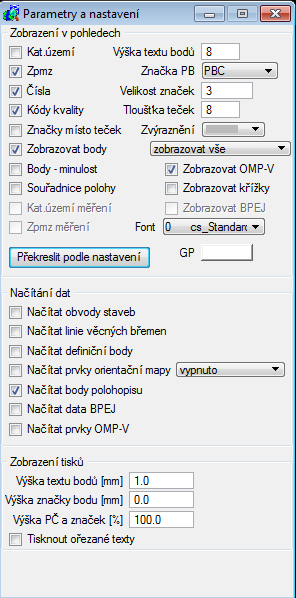 Parametry a nastavení
Zobrazení v pohledech
Kat.území Výška textu bodů 8
Zpmz Značka PB PBC
Čísla Velikost značek 3
Kódy kvality Tloušťka teček 8
Značky místo teček Zvýraznění
Zobrazovat body zobrazovat vše
Body - minulost Zobrazovat OMP-V
Souřadnice polohy Zobrazovat křížky
Kat.území měření Zobrazovat BPEJ
Zpmz měření Font 0 cs_Standard
Překreslit podle nastavení GP
Načítání dat
Načítat obvody staveb
Načítat linie věcných břemen
Načítat definiční body
Načítat prvky orientační mapy vypnuto
Načítat body polohopisu
Načítat data BPEJ
Načítat prvky OMP-V
Zobrazení tisků
Výška textu bodů [mm] 1.0
Výška značky bodu [mm] 0.0
Výška PČ a značek [%] 100.0
Tisknout ořezané texty